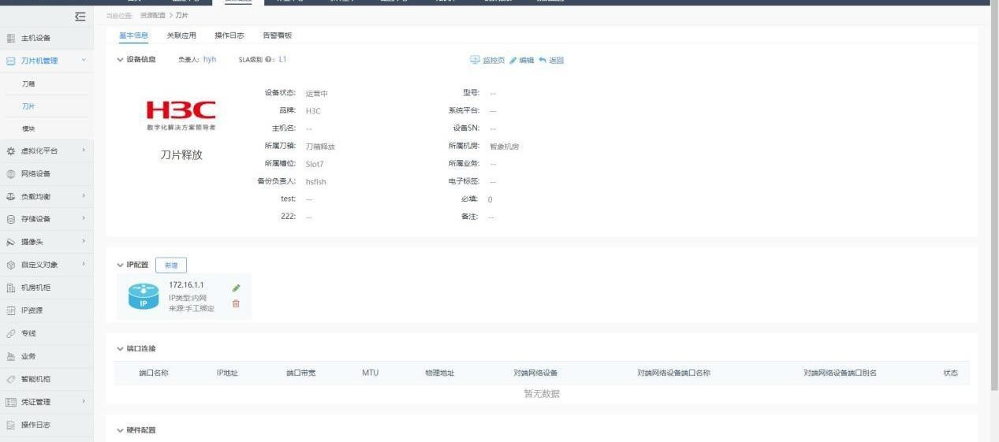 当前位置: 资源配置 > 刀片
主机设备
刀片机管理
刀箱
刀片
模块
虚拟化平台
网络设备
负载均衡
存储设备
摄像头
自定义对象
机房机柜
IP资源
专线
业务
智能机柜
凭证管理
操作日志
基本信息 关联应用 操作日志 告警看板
设备信息 负责人: hyh SLA级别 : L1 监控页 编辑 返回
H3C
数字化解决方案领导者
刀片释放
设备状态: 运营中 型号: --
品牌: H3C 系统平台: --
主机名: -- 设备SN: --
所属刀箱: 刀箱释放 所属机房: 智象机房
所属槽位: Slot7 所属业务: --
备份负责人: hsfish 电子标签: --
test: -- 必填: 0
222: -- 备注: --
IP配置 新增
IP
172.16.1.1
IP类型:内网
来源:手工绑定
端口连接
端口名称 IP地址 端口带宽 MTU 物理地址 对端网络设备 对端网络设备端口名称 对端网络设备端口别名 状态
暂无数据
硬件配置